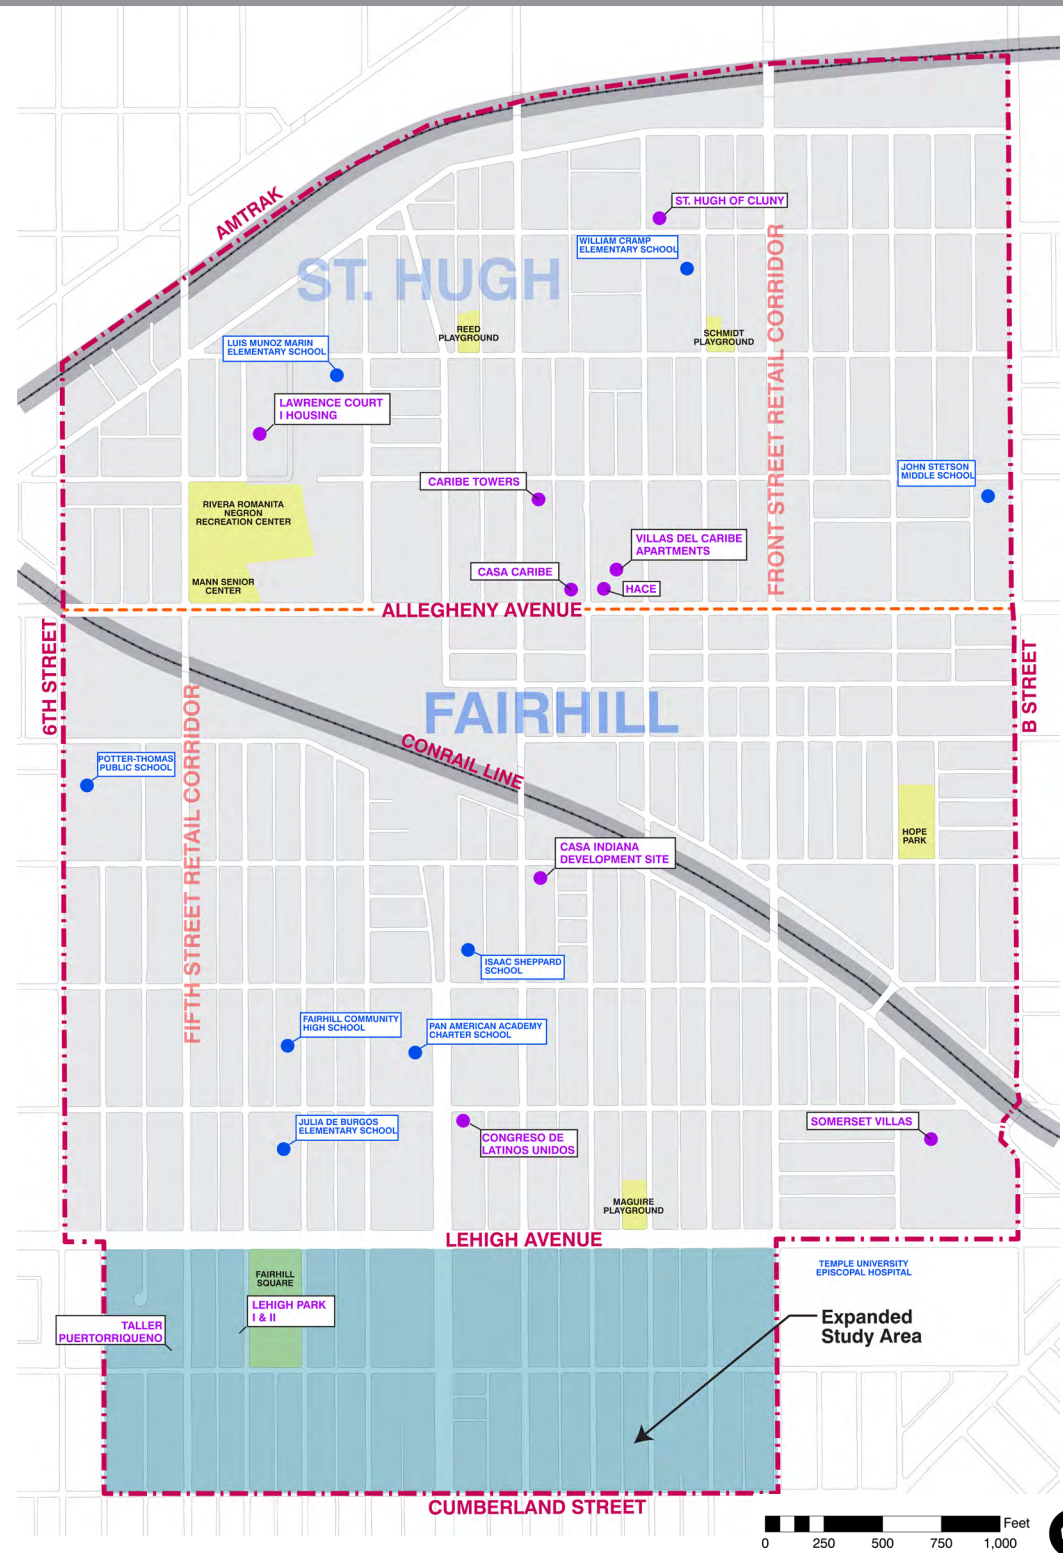 AMTRAK
ST. HUGH OF CLUNY
WILLIAM CRAMP
ELEMENTARY SCHOOL
ST. HUGH
FRONT STREET RETAIL CORRIDOR
REED
PLAYGROUND
SCHMIDT
PLAYGROUND
LUIS MUNOZ MARIN
ELEMENTARY SCHOOL
LAWRENCE COURT
I HOUSING
JOHN STETSON
MIDDLE SCHOOL
CARIBE TOWERS
RIVERA ROMANITA
NEGRON
RECREATION CENTER
VILLAS DEL CARIBE
APARTMENTS
CASA CARIBE
MANN SENIOR
CENTER
HACE
ALLEGHENY AVENUE
6TH STREET
B STREET
FAIRHILL
FIFTH STREET RETAIL CORRIDOR
CONRAIL LINE
POTTER-THOMAS
PUBLIC SCHOOL
HOPE
PARK
CASA INDIANA
DEVELOPMENT SITE
ISAAC SHEPPARD
SCHOOL
FAIRHILL COMMUNITY
HIGH SCHOOL
PAN AMERICAN ACADEMY
CHARTER SCHOOL
JULIA DE BURGOS
ELEMENTARY SCHOOL
CONGRESO DE
LATINOS UNIDOS
SOMERSET VILLAS
MAGUIRE
PLAYGROUND
LEHIGH AVENUE
TEMPLE UNIVERSITY
EPISCOPAL HOSPITAL
FAIRHILL
SQUARE
LEHIGH PARK
I & II
TALLER
PUERTORRIQUENO
Expanded
Study Area
CUMBERLAND STREET
Feet
0 250 500 750 1,000